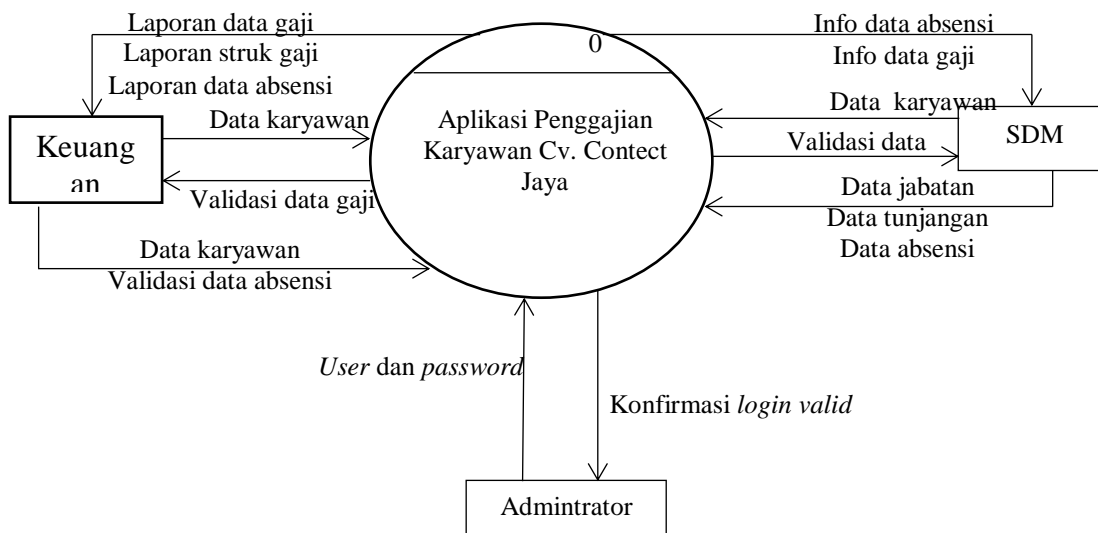 Laporan data gaji
Laporan struk gaji
Laporan data absensi
0
Info data absensi
Info data gaji
Data karyawan
Keuang
an
Validasi data gaji
Data karyawan
Validasi data absensi
Aplikasi Penggajian
Karyawan Cv. Contect
Jaya
Data karyawan
Validasi data
SDM
Data jabatan
Data tunjangan
Data absensi
User dan password
Konfirmasi login valid
Admintrator